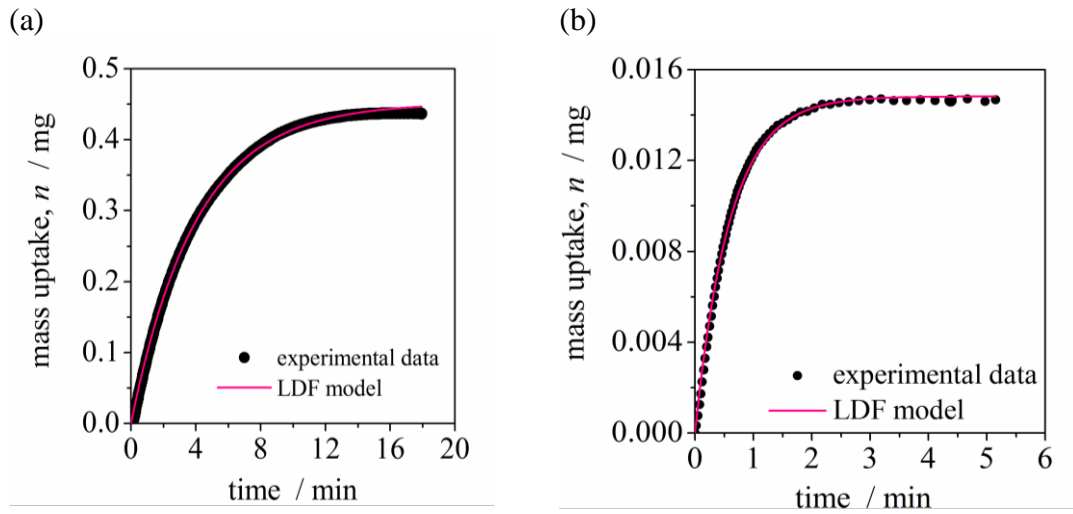 (a)
(b)
0.5
0.4
0.3
0.2
0.1
0.0
mass uptake, n / mg
experimental data
LDF model
0 4 8 12 16 20
time / min
0.016
0.012
0.008
0.004
0.000
mass uptake, n / mg
experimental data
LDF model
0 1 2 3 4 5 6
time / min